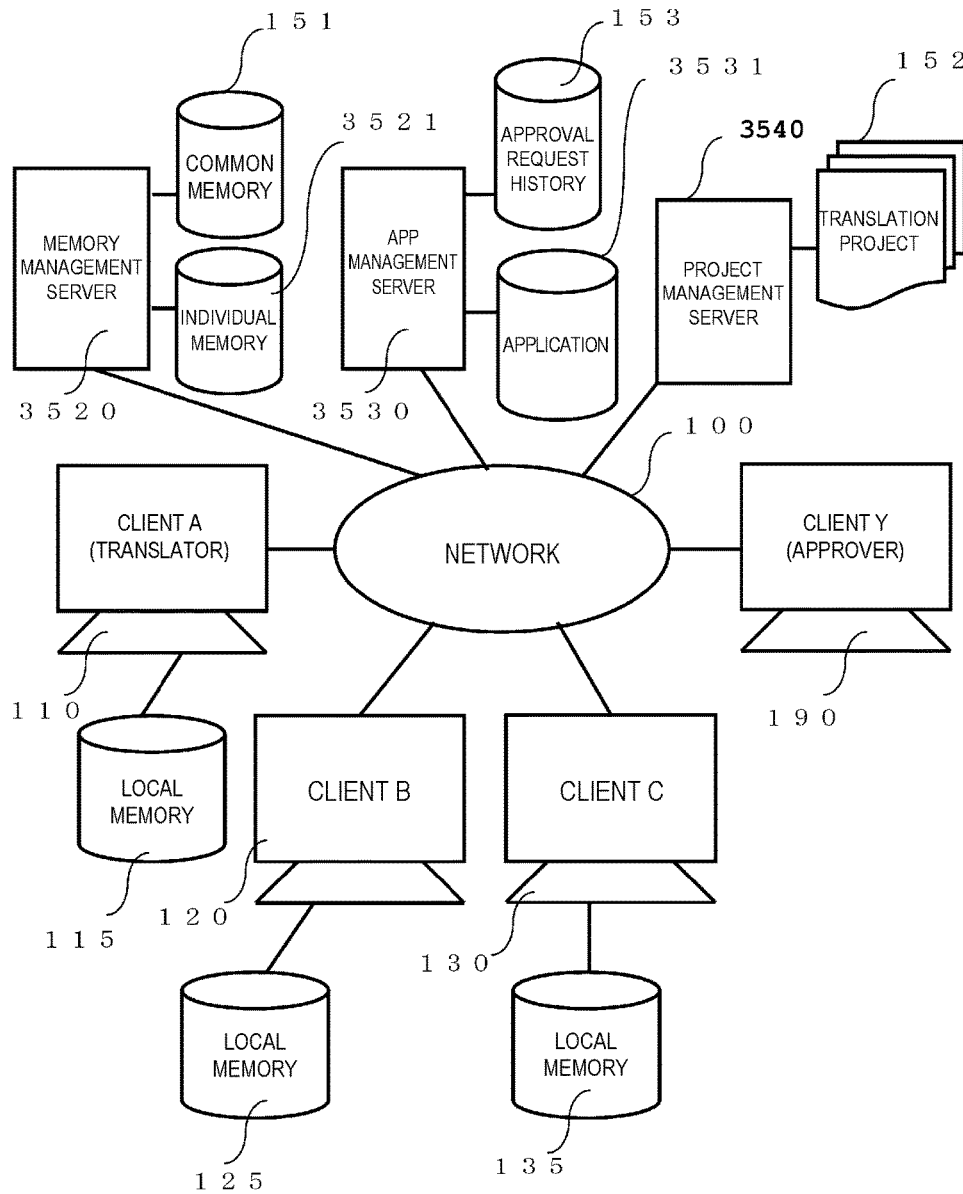 151
153
3531
152
3521
3540
COMMON
MEMORY
APPROVAL
REQUEST
HISTORY
TRANSLATION
PROJECT
MEMORY
MANAGEMENT
SERVER
APP
MANAGEMENT
SERVER
PROJECT
MANAGEMENT
SERVER
INDIVIDUAL
MEMORY
APPLICATION
3520
3530
100
CLIENT A
(TRANSLATOR)
NETWORK
CLIENT Y
(APPROVER)
110
190
LOCAL
MEMORY
CLIENT B
CLIENT C
115
120
130
LOCAL
MEMORY
LOCAL
MEMORY
125
135